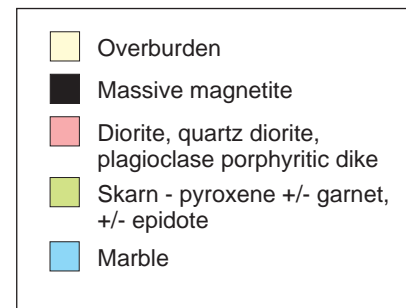 Overburden
Massive magnetite
Diorite, quartz diorite,
plagioclase porphyritic dike
Skarn - pyroxene +/- garnet,
+/- epidote
Marble